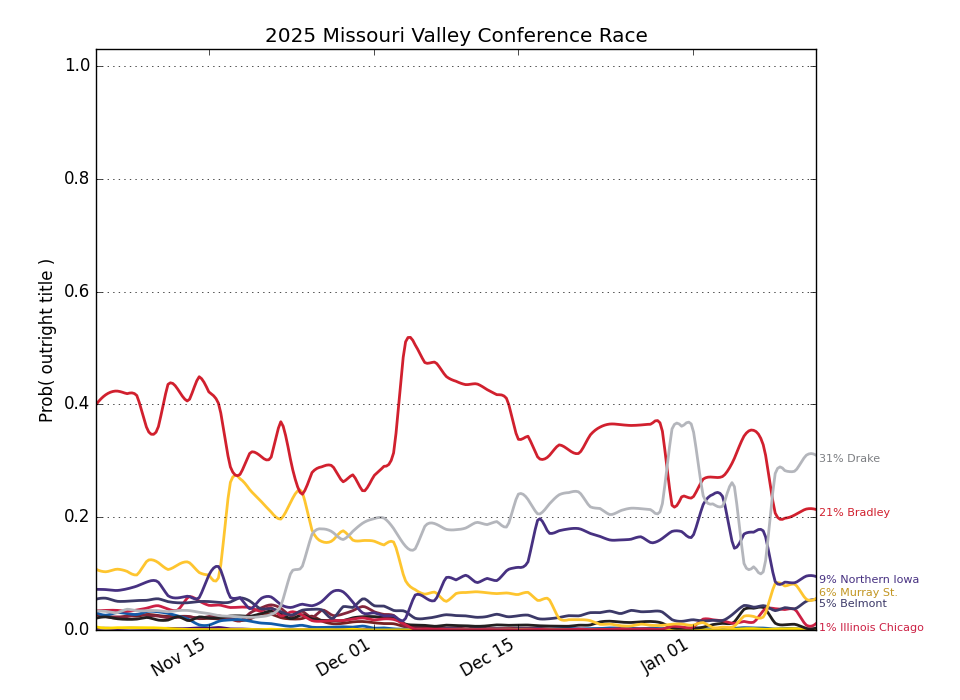 2025 Missouri Valley Conference Race
Prob( outright title )
1.0
0.8
0.6
0.4
0.2
0.0
31% Drake
21% Bradley
9% Northern Iowa
6% Murray St.
5% Belmont
1% Illinois Chicago
Nov 15
Dec 01
Dec 15
Jan 01